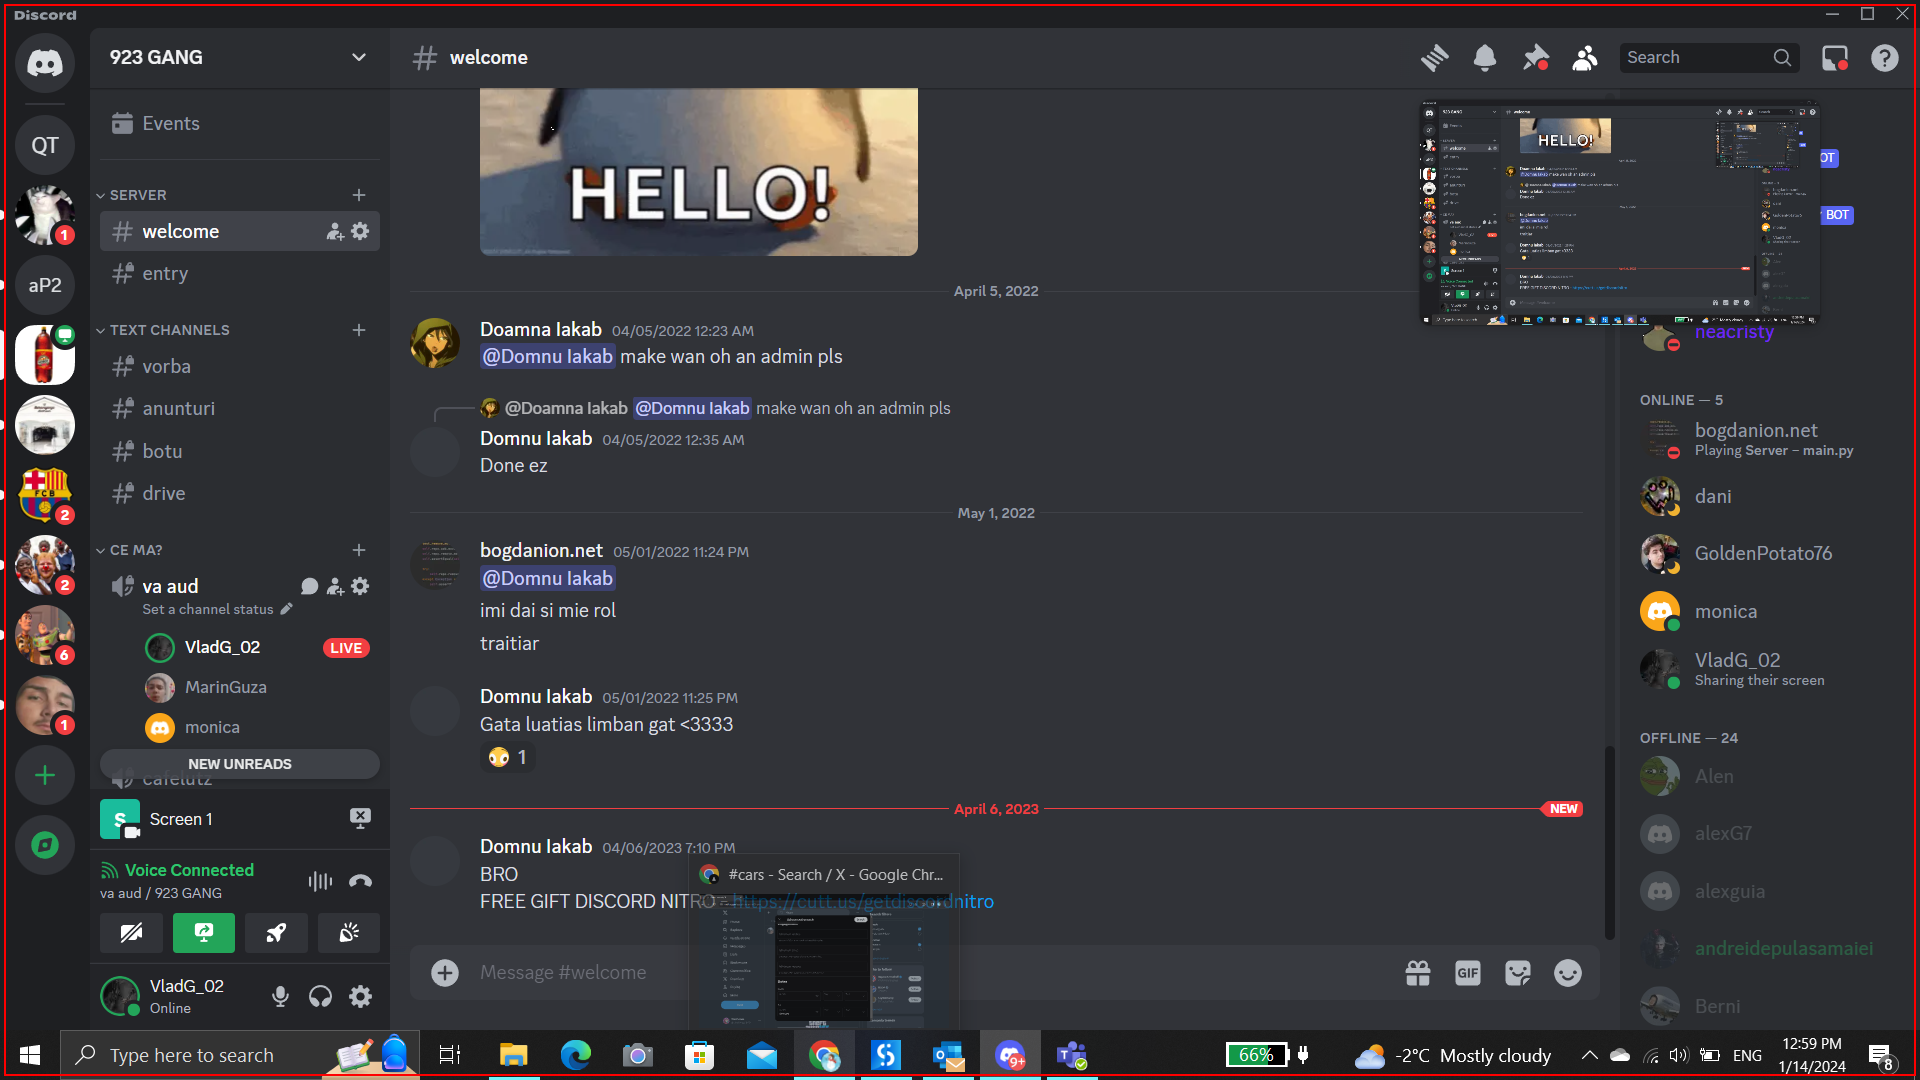 Discord
923 GANG
Events
SERVER
welcome
entry
TEXT CHANNELS
vorba
anunturi
botu
drive
CE MA?
va aud
Set a channel status
VladG_02
LIVE
MarinGuza
monica
NEW UNREADS
cafelutz
S
Screen 1
Voice Connected
va aud / 923 GANG
VladG_02
Online
QT
1
aP2
2
2
6
1
welcome
Search
HELLO!
April 5, 2022
Doamna Iakab 04/05/2022 12:23 AM
@Domnu Iakab make wan oh an admin pls
@Doamna Iakab @Domnu Iakab make wan oh an admin pls
Domnu Iakab 04/05/2022 12:35 AM
Done ez
May 1, 2022
bogdanion.net 05/01/2022 11:24 PM
@Domnu Iakab
imi dai si mie rol
traitiar
Domnu Iakab 05/01/2022 11:25 PM
Gata luatias limban gat <3333
1
April 6, 2023
NEW
Domnu Iakab 04/06/2023 7:10 PM
BRO
FREE GIFT DISCORD NITRO - https://cutt.us/getdiscordnitro
#cars - Search / X - Google Chr...
Message #welcome
GIF
HELLO!
OT
BOT
neacristy
ONLINE — 5
bogdanion.net
Playing Server – main.py
dani
GoldenPotato76
monica
VladG_02
Sharing their screen
OFFLINE — 24
Alen
alexG7
alexguia
andreidepulasamaiei
Berni
Type here to search
9+
66%
-2°C Mostly cloudy
ENG
12:59 PM
1/14/2024
8